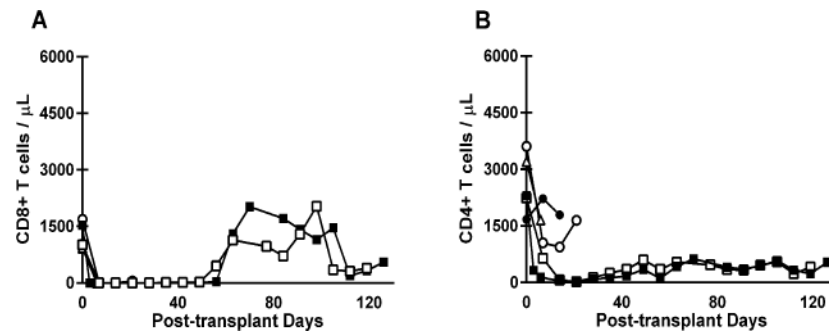 A
B
6000
4500
3000
1500
0
CD8+ T cells / μL
0 40 80 120
Post-transplant Days
6000
4500
3000
1500
0
CD4+ T cells / μL
0 40 80 120
Post-transplant Days